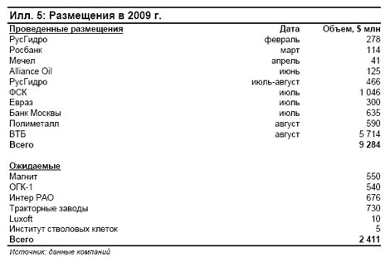 Илл. 5: Размещения в 2009 г.
Проведенные размещения Дата Объем, $ млн
РусГидро февраль 278
Росбанк март 114
Мечел апрель 41
Alliance Oil июнь 125
РусГидро июль-август 466
ФСК июль 1 046
Евраз июль 300
Банк Москвы июль 635
Полиметалл август 590
ВТБ август 5 714
Всего 9 284
Ожидаемые
Магнит 550
ОГК-1 540
Интер РАО 676
Тракторные заводы 730
Luxoft 10
Институт стволовых клеток 5
Всего 2 411
Источник: данные компаний